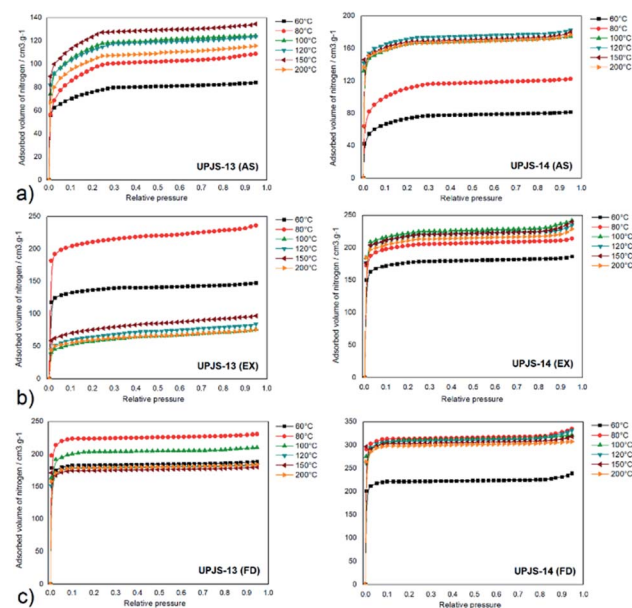 Adsorbed volume of nitrogen / cm3.g-1
140
120
100
80
60
40
20
0
60°C
80°C
100°C
120°C
150°C
200°C
UPJS-13 (AS)
0.0 0.1 0.2 0.3 0.4 0.5 0.6 0.7 0.8 0.9 1.0
Relative pressure
a)
Adsorbed volume of nitrogen / cm3.g-1
200
160
120
80
40
0
60°C
80°C
100°C
120°C
150°C
200°C
UPJS-14 (AS)
0.0 0.1 0.2 0.3 0.4 0.5 0.6 0.7 0.8 0.9 1.0
Relative pressure
Adsorbed volume of nitrogen / cm3.g-1
250
200
150
100
50
0
60°C
80°C
100°C
120°C
150°C
200°C
UPJS-13 (EX)
0.0 0.1 0.2 0.3 0.4 0.5 0.6 0.7 0.8 0.9 1.0
Relative pressure
b)
Adsorbed volume of nitrogen / cm3.g-1
250
200
150
100
50
0
60°C
80°C
100°C
120°C
150°C
200°C
UPJS-14 (EX)
0.0 0.1 0.2 0.3 0.4 0.5 0.6 0.7 0.8 0.9 1.0
Relative pressure
Adsorbed volume of nitrogen / cm3.g-1
250
200
150
100
50
0
60°C
80°C
100°C
120°C
150°C
200°C
UPJS-13 (FD)
0.0 0.1 0.2 0.3 0.4 0.5 0.6 0.7 0.8 0.9 1.0
Relative pressure
c)
Adsorbed volume of nitrogen / cm3.g-1
350
300
250
200
150
100
50
0
60°C
80°C
100°C
120°C
150°C
200°C
UPJS-14 (FD)
0.0 0.1 0.2 0.3 0.4 0.5 0.6 0.7 0.8 0.9 1.0
Relative pressure